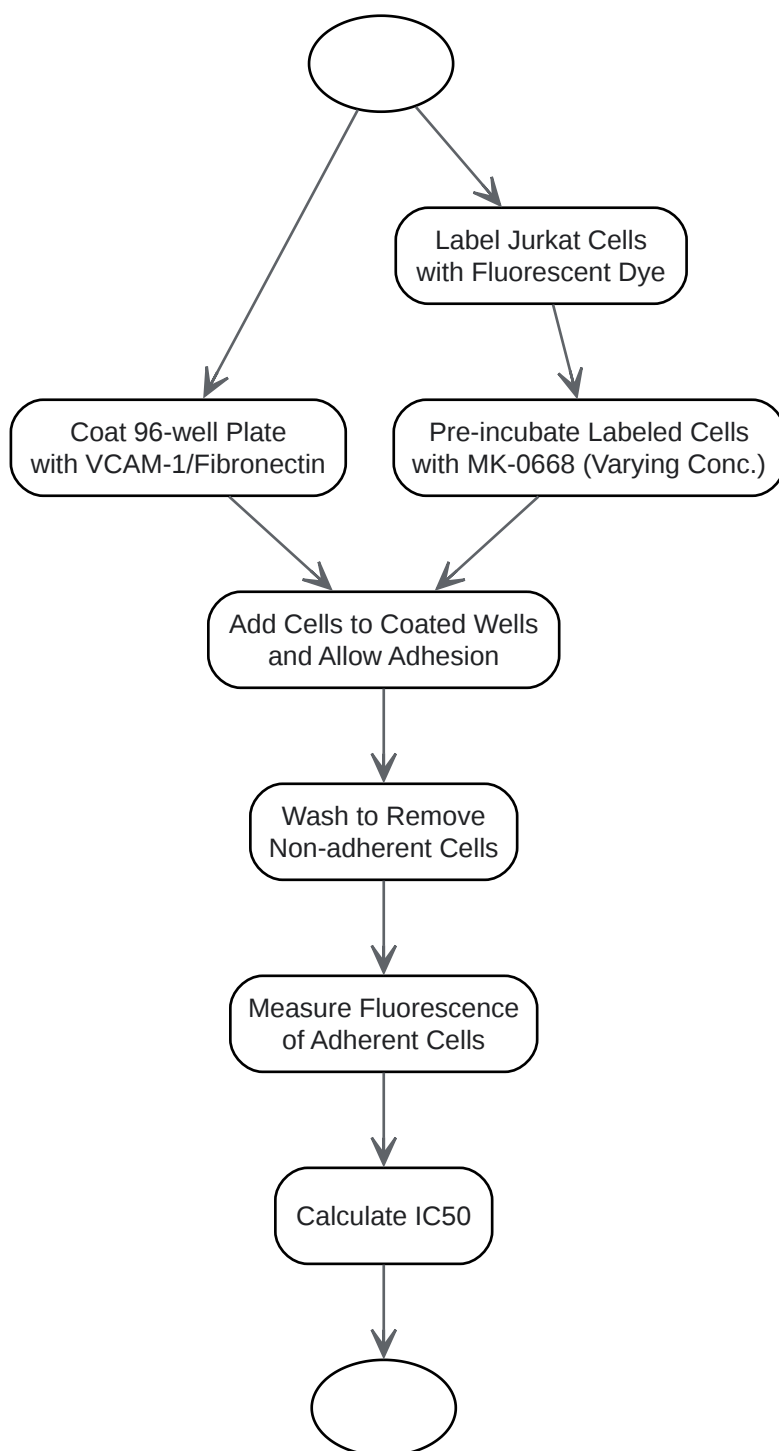 Label Jurkat Cells
with Fluorescent Dye
Coat 96-well Plate
with VCAM-1/Fibronectin
Pre-incubate Labeled Cells
with MK-0668 (Varying Conc.)
Add Cells to Coated Wells
and Allow Adhesion
Wash to Remove
Non-adherent Cells
Measure Fluorescence
of Adherent Cells
Calculate IC50